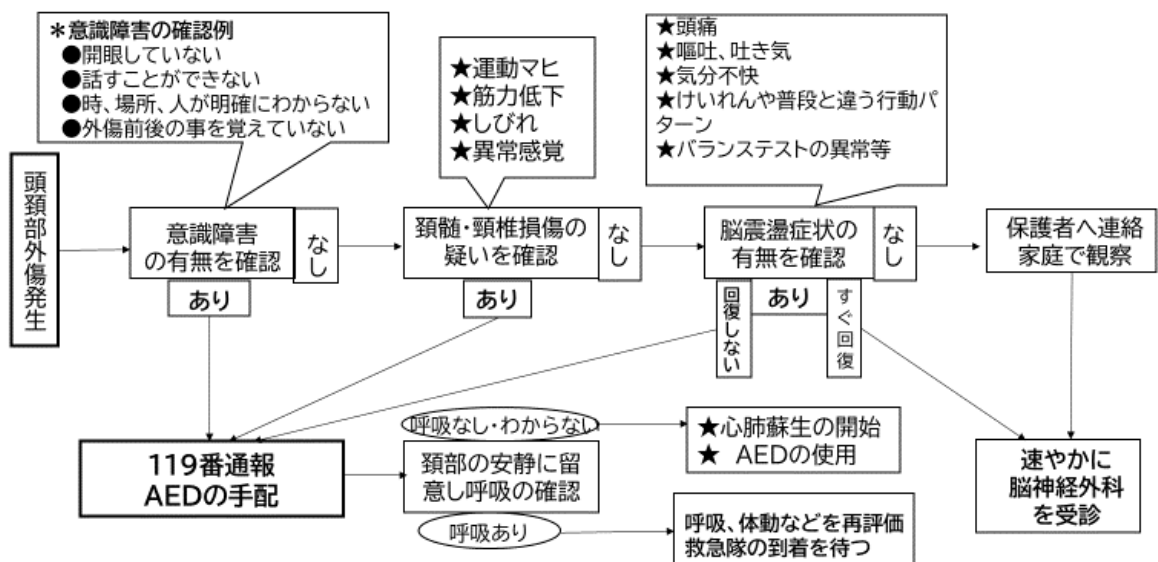 ＊意識障害の確認例
●開眼していない
●話すことができない
●時、場所、人が明確にわからない
●外傷前後の事を覚えていない
★運動マヒ
★筋力低下
★しびれ
★異常感覚
★頭痛
★嘔吐、吐き気
★気分不快
★けいれんや普段と違う行動パ
ターン
★バランステストの異常等
頭頚部外傷発生
意識障害
の有無を確認
なし
あり
頚髄・頸椎損傷の
疑いを確認
なし
あり
脳震盪症状の
有無を確認
なし
回復しない
あり
すぐ回復
保護者へ連絡
家庭で観察
119番通報
AEDの手配
呼吸なし・わからない
頚部の安静に留
意し呼吸の確認
呼吸あり
★心肺蘇生の開始
★ AEDの使用
呼吸、体動などを再評価
救急隊の到着を待つ
速やかに
脳神経外科
を受診